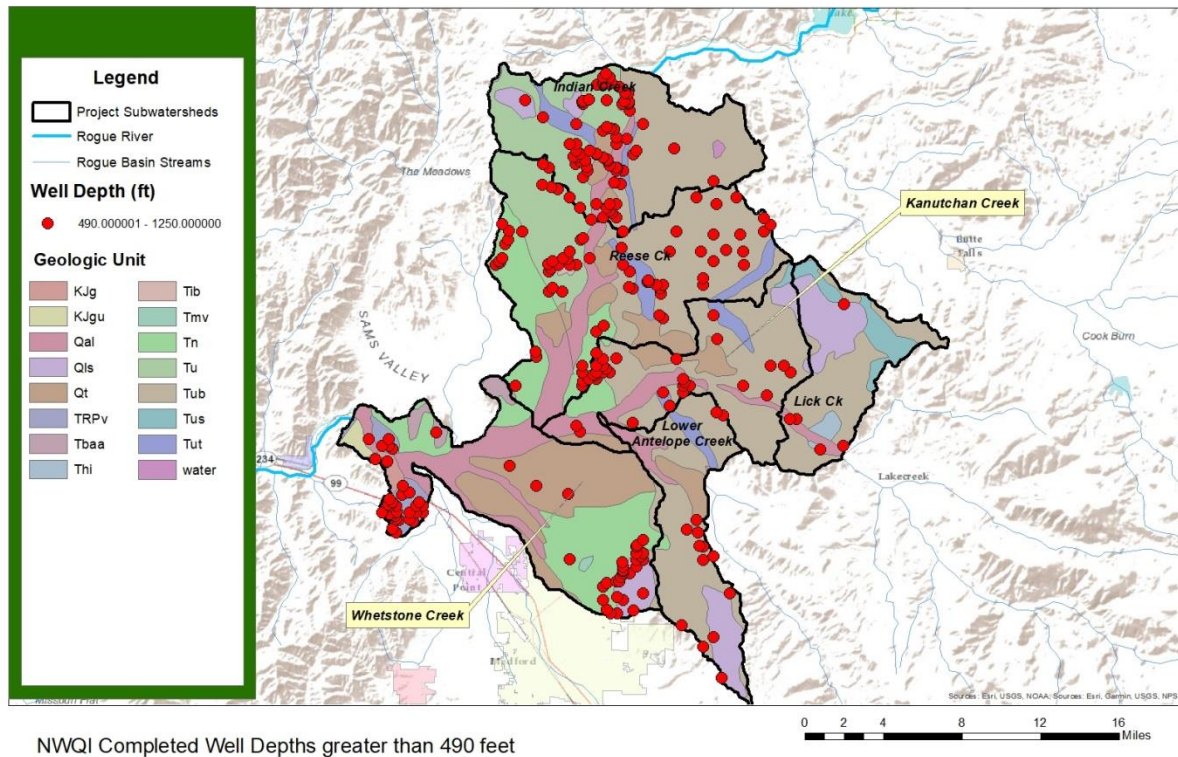 Legend
Project Subwatersheds
Rogue River
Rogue Basin Streams
Well Depth (ft)
490.000001 - 1250.000000
Geologic Unit
KJg
KJgu
Qal
Qls
Qt
TRPv
Tbaa
Thi
Tib
Tmv
Tn
Tu
Tub
Tus
Tut
water
Indian Creek
The Meadows
Kanutchan Creek
Butte
Falls
Reese Ck
SAMS VALLEY
Cook Burn
Lick Ck
Lower
Antelope Creek
Lakecreek
234
99
Central
Point
Whetstone Creek
Medford
Missouri Flat
Sources: Esri, USGS, NOAA; Sources: Esri, Garmin, USGS, NPS
0 2 4 8 12 16
Miles
NWQI Completed Well Depths greater than 490 feet